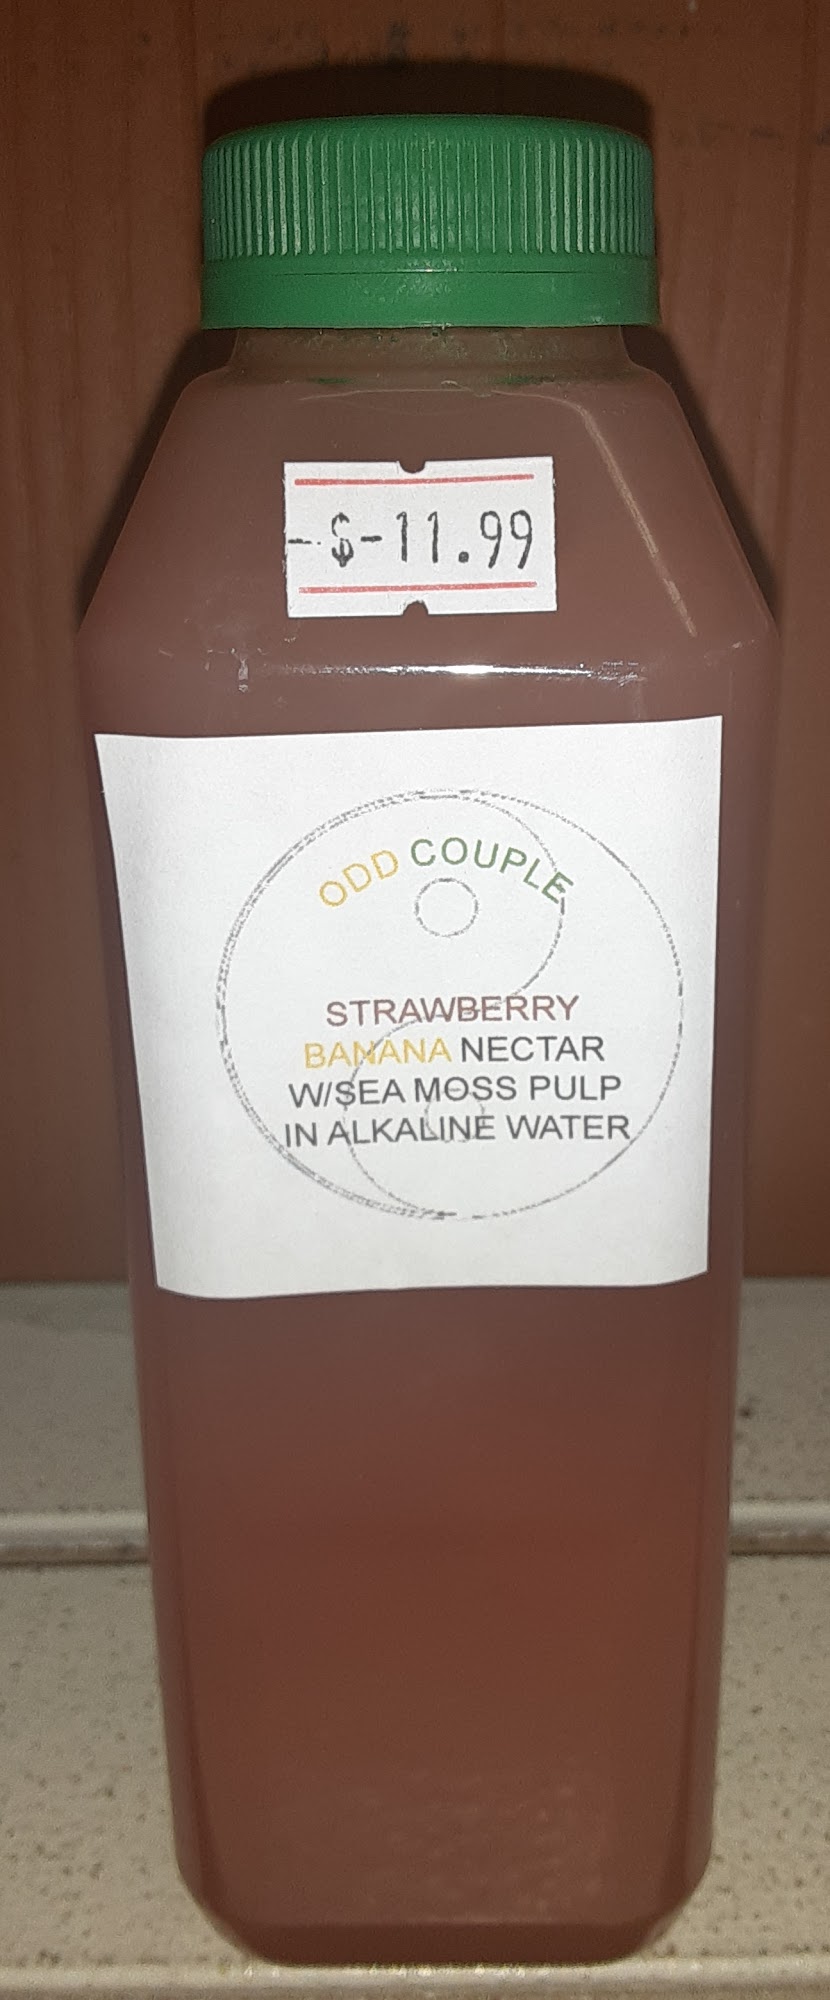 -$-11.99
ODD COUPLE
STRAWBERRY
BANANA NECTAR
W/SEA MOSS PULP
IN ALKALINE WATER